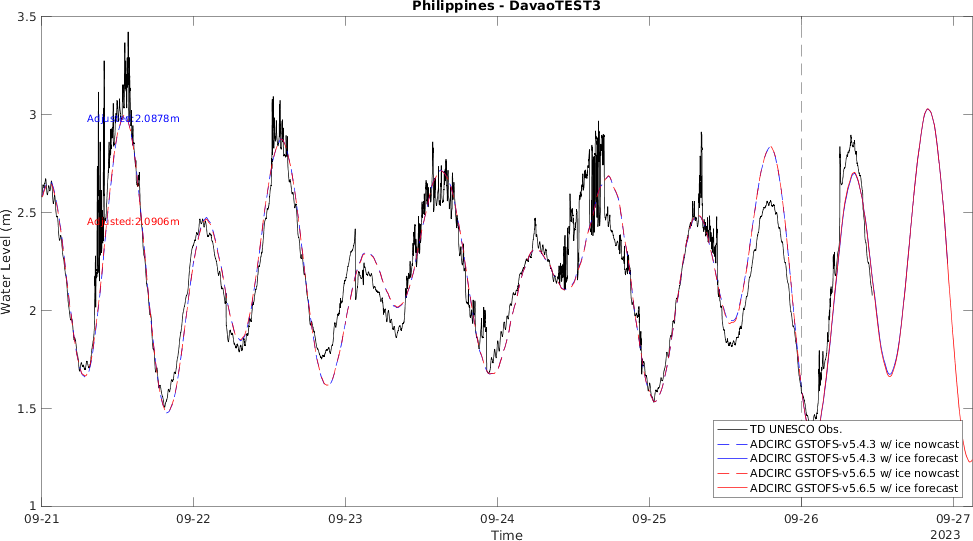 Philippines - DavaoTEST3
3.5
3
2.5
2
1.5
1
Water Level (m)
Adjusted:2.0878m
Adjusted:2.0906m
TD UNESCO Obs.
ADCIRC GSTOFS-v5.4.3 w/ ice nowcast
ADCIRC GSTOFS-v5.4.3 w/ ice forecast
ADCIRC GSTOFS-v5.6.5 w/ ice nowcast
ADCIRC GSTOFS-v5.6.5 w/ ice forecast
09-21
09-22
09-23
09-24
09-25
09-26
09-27
Time
2023